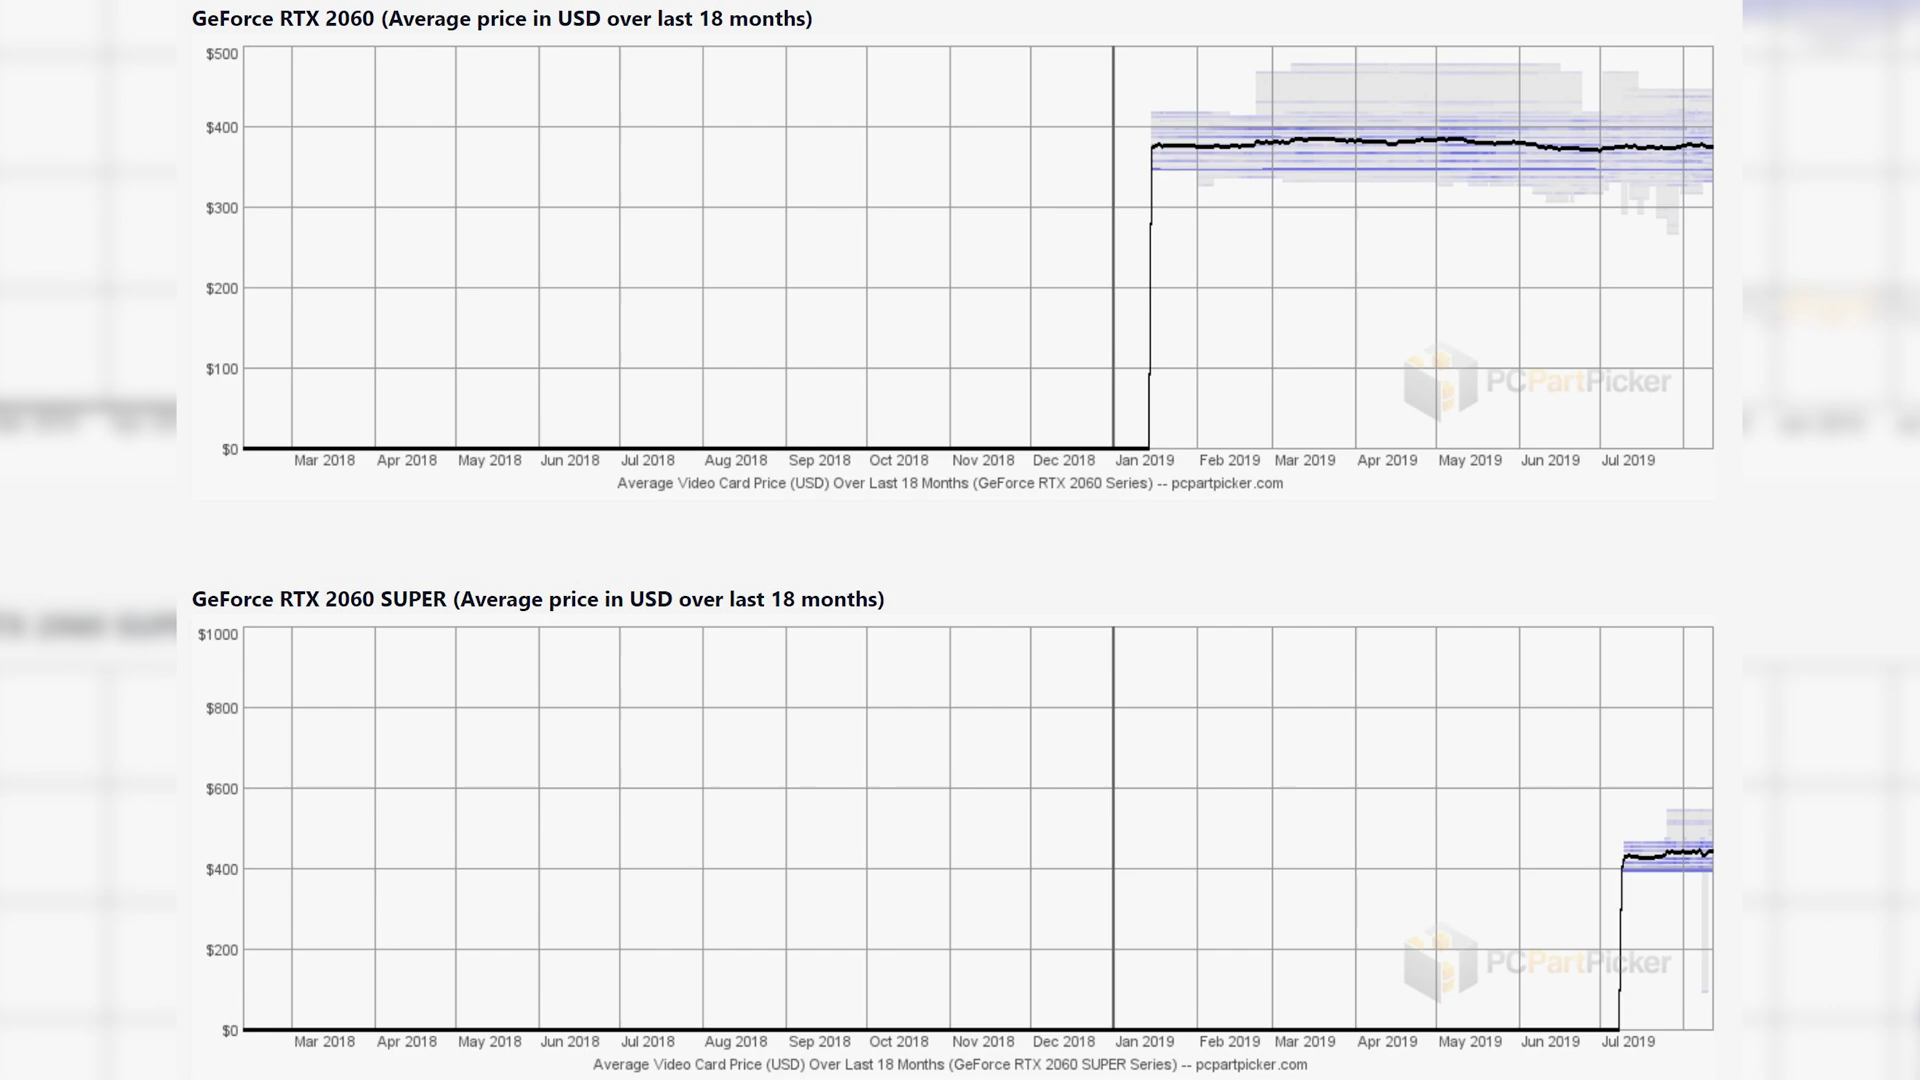 GeForce RTX 2060 (Average price in USD over last 18 months)
$500
$400
$300
$200
$100
$0
PCPartPicker
Mar 2018 Apr 2018 May 2018 Jun 2018 Jul 2018 Aug 2018 Sep 2018 Oct 2018 Nov 2018 Dec 2018 Jan 2019 Feb 2019 Mar 2019 Apr 2019 May 2019 Jun 2019 Jul 2019
Average Video Card Price (USD) Over Last 18 Months (GeForce RTX 2060 Series) -- pcpartpicker.com
GeForce RTX 2060 SUPER (Average price in USD over last 18 months)
$1000
$800
$600
$400
$200
$0
PCPartPicker
Mar 2018 Apr 2018 May 2018 Jun 2018 Jul 2018 Aug 2018 Sep 2018 Oct 2018 Nov 2018 Dec 2018 Jan 2019 Feb 2019 Mar 2019 Apr 2019 May 2019 Jun 2019 Jul 2019
Average Video Card Price (USD) Over Last 18 Months (GeForce RTX 2060 SUPER Series) -- pcpartpicker.com